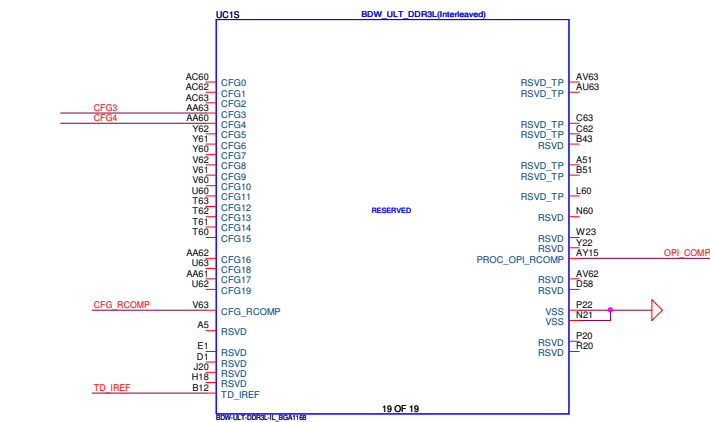 UC1S BDW_ULT_DDR3L(Interleaved)
AC60 CFG0 RSVD_TP AV63
AC62 CFG1 RSVD_TP AU63
AC63 CFG2
CFG3 AA63 CFG3
CFG4 AA60 CFG4 RSVD_TP C63
Y62 CFG5 RSVD_TP C62
Y61 CFG6 RSVD B43
Y60 CFG7
V62 CFG8 RSVD_TP A51
V61 CFG9 RSVD_TP B51
V60 CFG10
U60 CFG11 RSVD_TP L60
T63 CFG12
T62 CFG13 RESERVED RSVD N60
T61 CFG14
T60 CFG15 RSVD W23
RSVD Y22
AA62 CFG16 PROC_OPI_RCOMP AY15 OPI_COMP
U63 CFG18
AA61 CFG17 RSVD AV62
U62 CFG19 RSVD D58
CFG_RCOMP V63 CFG_RCOMP VSS P22
VSS N21
A5 RSVD
RSVD P20
E1 RSVD RSVD R20
D1 RSVD
J20 RSVD
H18 RSVD
TD_IREF B12 TD_IREF
19 OF 19
BDW-ULT-DDR3L-IL_BGA1168